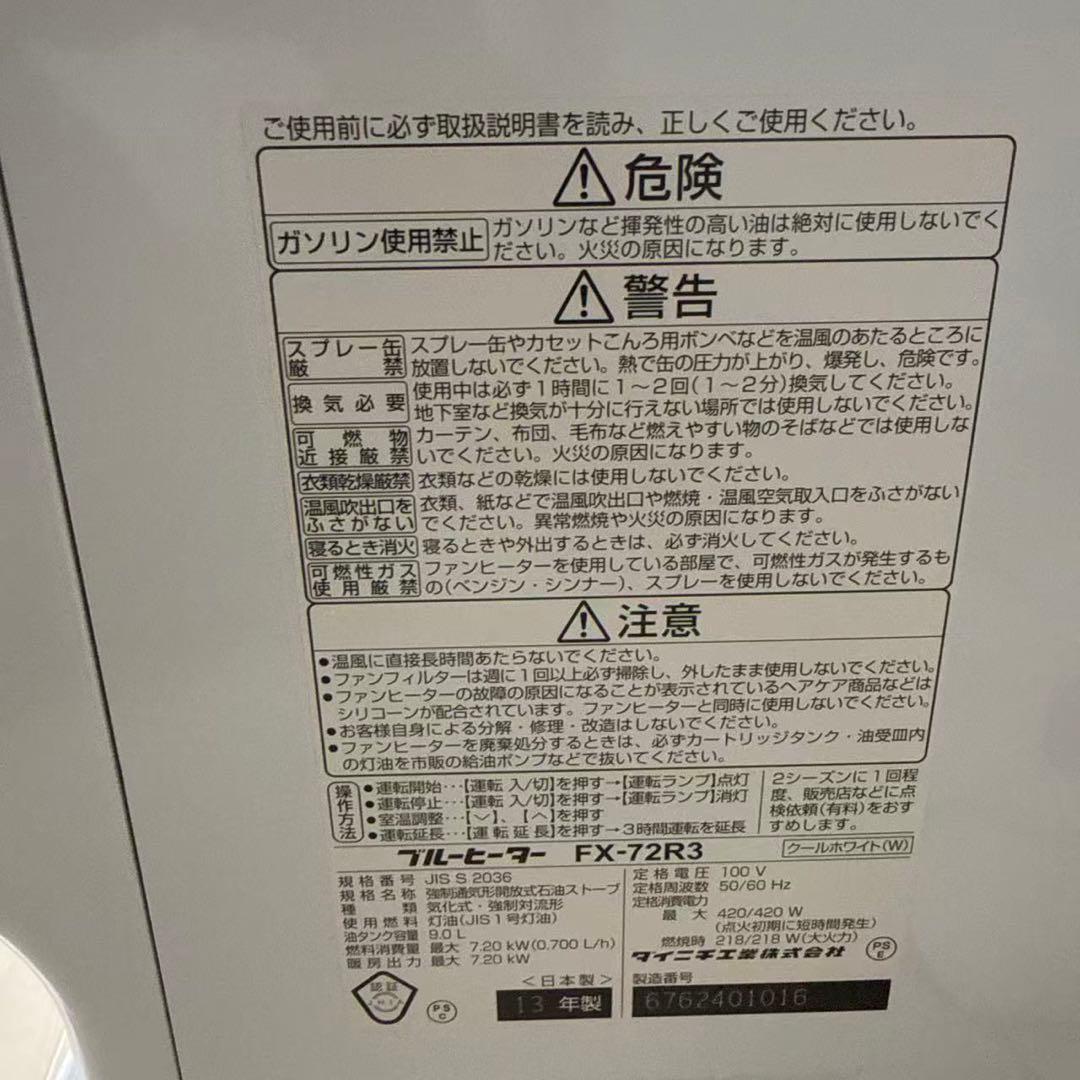 ご使用前に必ず取扱説明書を読み、正しくご使用ください。
危険
ガソリン使用禁止
ガソリンなど揮発性の高い油は絶対に使用しないでく
ださい。火災の原因になります。
警告
スプレー缶
厳禁
スプレー缶やカセットこんろ用ボンベなどを温風のあたるところに
放置しないでください。熱で缶の圧力が上がり、爆発し、危険です。
換気必要
使用中は必ず1時間に1〜2回(1〜2分)換気してください。
地下室など換気が十分に行えない場所では使用しないでください。
可燃物
近接厳禁
カーテン、布団、毛布など燃えやすい物のそばなどでは使用しな
いでください。火災の原因になります。
衣類乾燥厳禁
衣類などの乾燥には使用しないでください。
温風吹出口を
ふさがない
衣類、紙などで温風吹出口や燃焼・温風空気取入口をふさがない
でください。異常燃焼や火災の原因になります。
寝るとき消火
寝るときや外出するときは、必ず消火してください。
可燃性ガス
使用厳禁
ファンヒーターを使用している部屋で、可燃性ガスが発生するも
の(ベンジン・シンナー)、スプレーを使用しないでください。
注意
●温風に直接長時間あたらないでください。
●ファンフィルターは週に1回以上必ず掃除し、外したまま使用しないでください。
●ファンヒーターの故障の原因になることが表示されているヘアケア商品などは
シリコーンが配合されています。ファンヒーターと同時に使用しないでください。
●お客様自身による分解・修理・改造はしないでください。
●ファンヒーターを廃棄処分するときは、必ずカートリッジタンク・油受皿内
の灯油を市販の給油ポンプなどで抜いてください。
操作方法
●運転開始…【運転 入/切】を押す→【運転ランプ】点灯
●運転停止…【運転 入/切】を押す→【運転ランプ】消灯
●室温調整…【﹀】、【︿】を押す
●運転延長…【運転延長】を押す→3時間運転を延長
2シーズンに1回程
度、販売店などに点
検依頼(有料)をおす
すめします。
ブルーヒーター FX-72R3
クールホワイト(W)
規格番号 JIS S 2036
規格名称 強制通気形開放式石油ストーブ
種類 気化式・強制対流形
使用燃料 灯油(JIS1号灯油)
油タンク容量 9.0 L
燃料消費量 最大 7.20 kW(0.700 L/h)
暖房出力 最大 7.20 kW
定格電圧 100 V
定格周波数 50/60 Hz
定格消費電力
最大 420/420 W
(点火初期に短時間発生)
燃焼時 218/218 W(大火力)
ダイニチ工業株式会社
PS
E
認証
J H I A
PS
C
<日本製>
13 年製
製造番号
6762401016